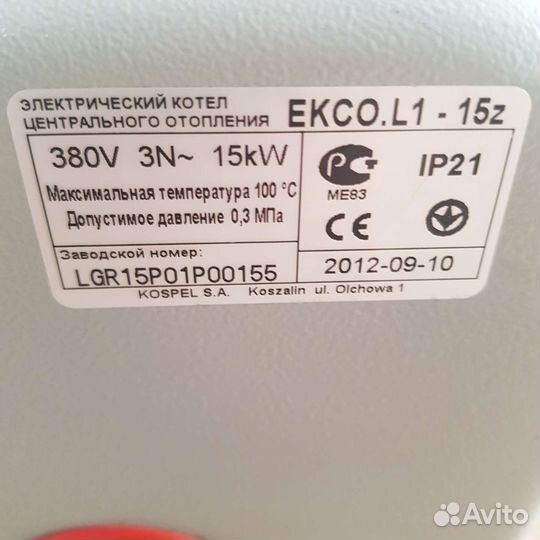 ЭЛЕКТРИЧЕСКИЙ КОТЕЛ
ЦЕНТРАЛЬНОГО ОТОПЛЕНИЯ EKCO.L1 - 15z
380V 3N~ 15kW
Максимальная температура 100 °C
Допустимое давление 0,3 МПа
РСТ
ME83
IP21
CE
Заводской номер:
LGR15P01P00155
2012-09-10
KOSPEL S.A. Koszalin ul. Olchowa 1
Avito